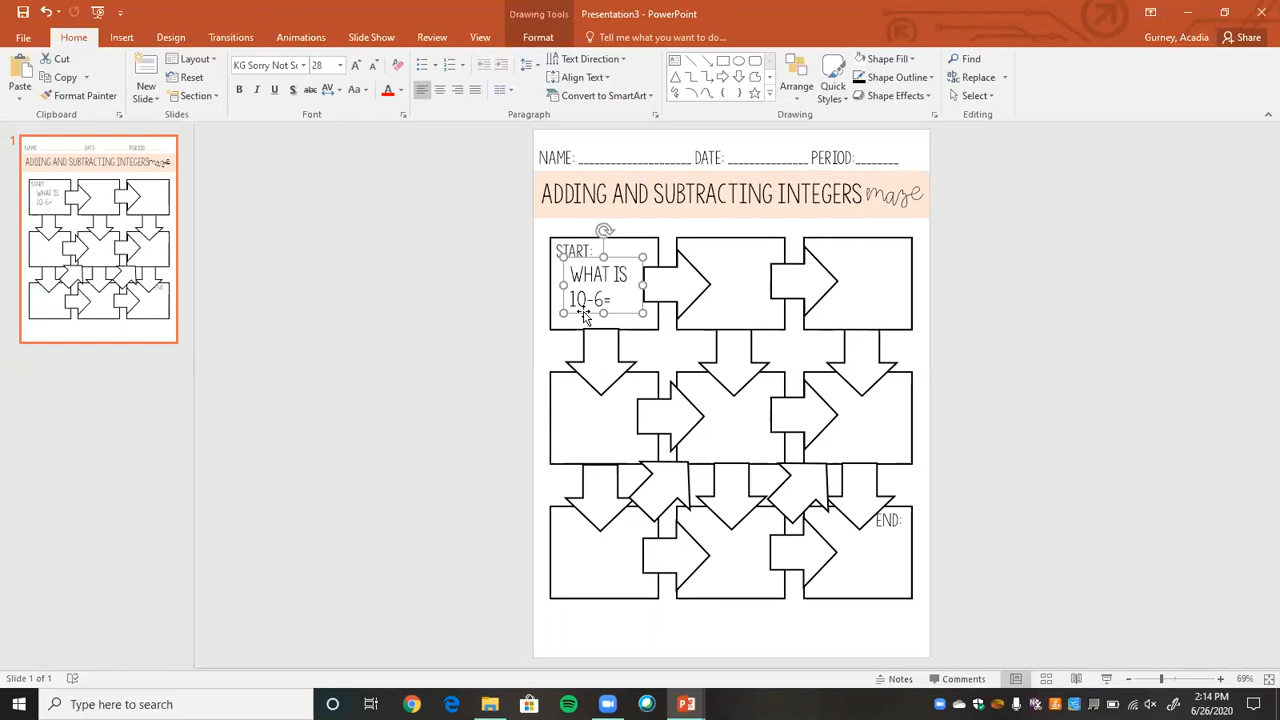 Drawing Tools
Presentation3 - PowerPoint
Gurney, Acadia
Share
File
Home
Insert
Design
Transitions
Animations
Slide Show
Review
View
Format
Tell me what you want to do...
Paste
Cut
Copy
Format Painter
Clipboard
New Slide
Layout
Reset
Section
Slides
KG Sorry Not S
28
Font
Text Direction
Align Text
Convert to SmartArt
Paragraph
Arrange
Quick Styles
Shape Fill
Shape Outline
Shape Effects
Drawing
Find
Replace
Select
Editing
1
NAME: ____________________ DATE: ______________ PERIOD:________
ADDING AND SUBTRACTING INTEGERS maze
START:
WHAT IS
10-6=
END:
Slide 1 of 1
Notes
Comments
69%
Type here to search
2:14 PM
6/26/2020